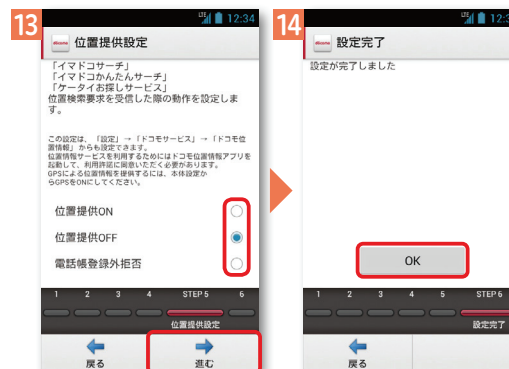 13
LTE 12:34
docomo 位置提供設定
「イマドコサーチ」
「イマドコかんたんサーチ」
「ケータイお探しサービス」
位置検索要求を受信した際の動作を設定しま
す。
この設定は、「設定」→「ドコモサービス」→「ドコモ位
置情報」からも設定できます。
位置情報サービスを利用するためにはドコモ位置情報アプリを
起動して、利用許諾に同意いただく必要があります。
GPSによる位置情報を提供するには、本体設定か
らGPSをONにしてください。
位置提供ON
位置提供OFF
電話帳登録外拒否
1 2 3 4 STEP 5 6
位置提供設定
戻る 進む
14
LTE 12:3
docomo 設定完了
設定が完了しました
OK
1 2 3 4 5 STEP 6
設定完了
戻る